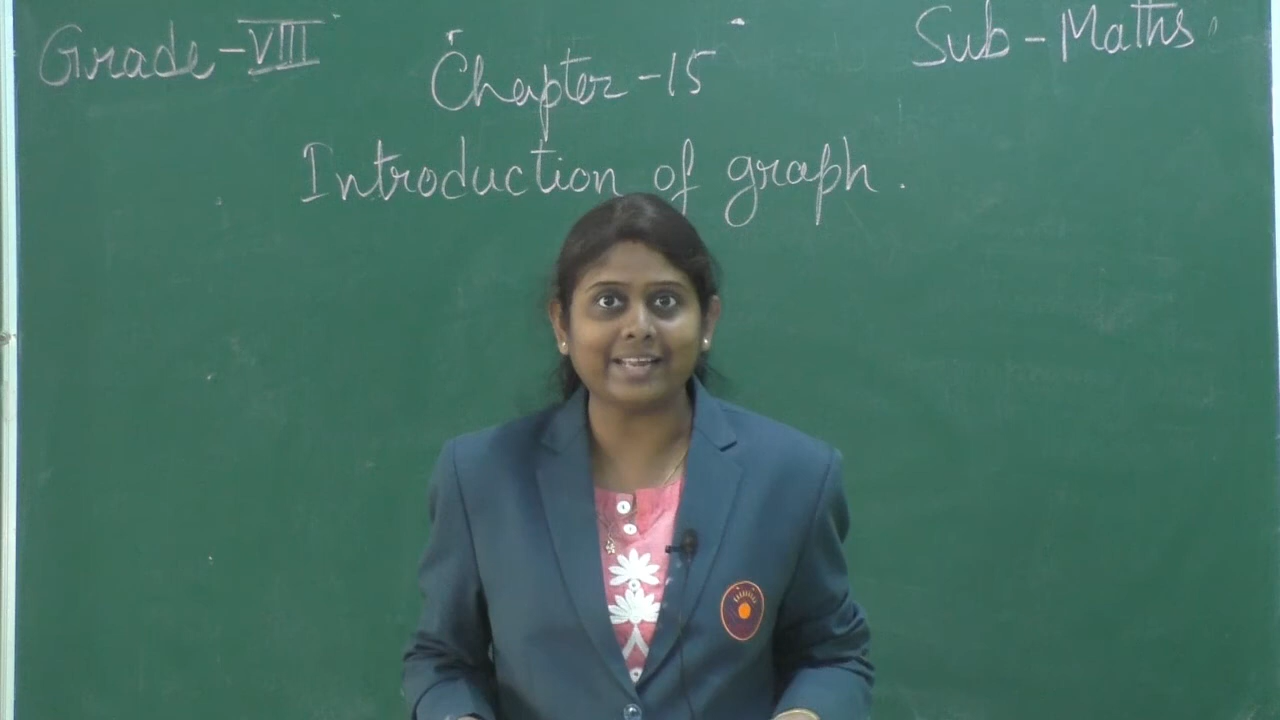 Grade-VIII
Sub-Maths
Chapter-15
Introduction of graph.